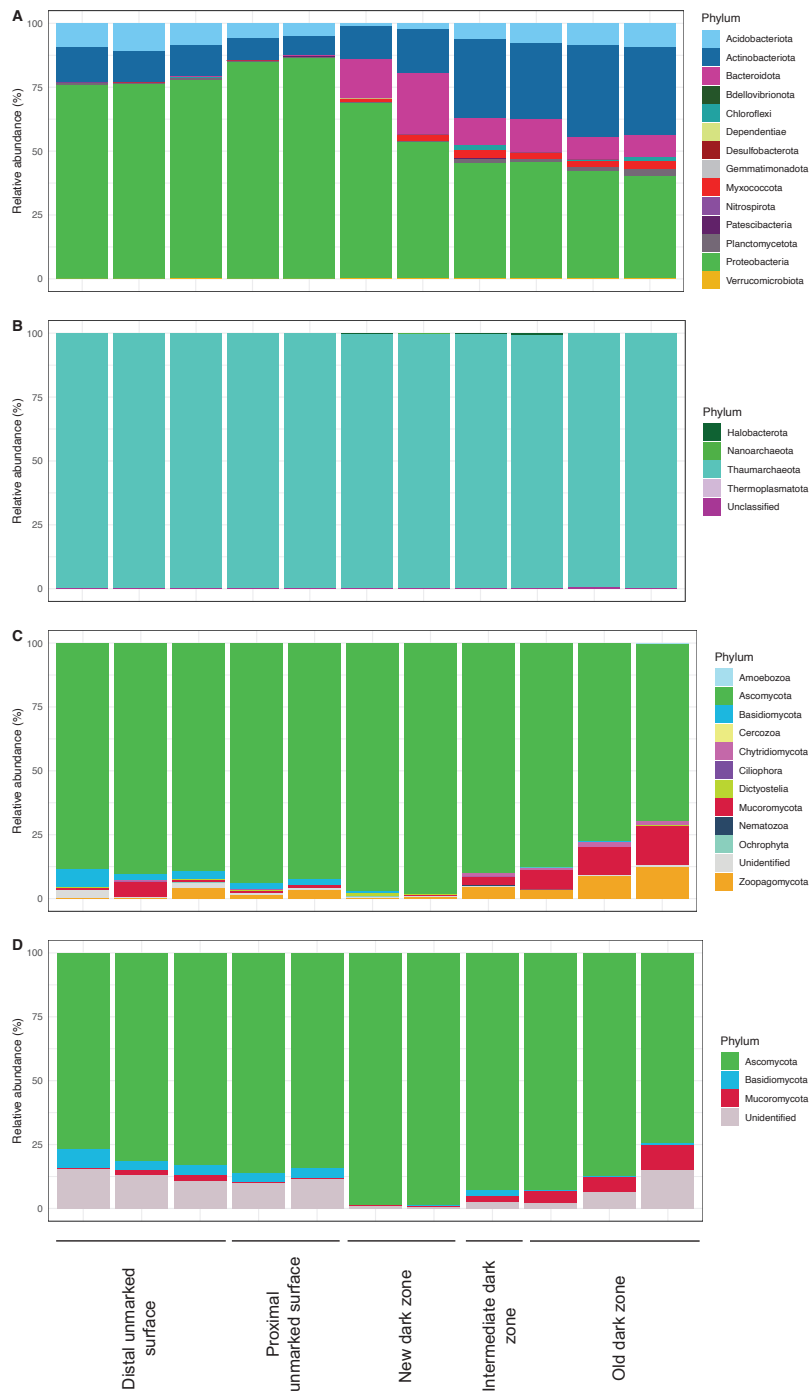 A
Relative abundance (%)
100
75
50
25
0
Phylum
Acidobacteriota
Actinobacteriota
Bacteroidota
Bdellovibrionota
Chloroflexi
Dependentiae
Desulfobacterota
Gemmatimonadota
Myxococcota
Nitrospirota
Patescibacteria
Planctomycetota
Proteobacteria
Verrucomicrobiota
B
Relative abundance (%)
100
75
50
25
0
Phylum
Halobacterota
Nanoarchaeota
Thaumarchaeota
Thermoplasmatota
Unclassified
C
Relative abundance (%)
100
75
50
25
0
Phylum
Amoebozoa
Ascomycota
Basidiomycota
Cercozoa
Chytridiomycota
Ciliophora
Dictyostelia
Mucoromycota
Nematozoa
Ochrophyta
Unidentified
Zoopagomycota
D
Relative abundance (%)
100
75
50
25
0
Phylum
Ascomycota
Basidiomycota
Mucoromycota
Unidentified
Distal unmarked
surface
Proximal
unmarked surface
New dark zone
Intermediate dark
zone
Old dark zone